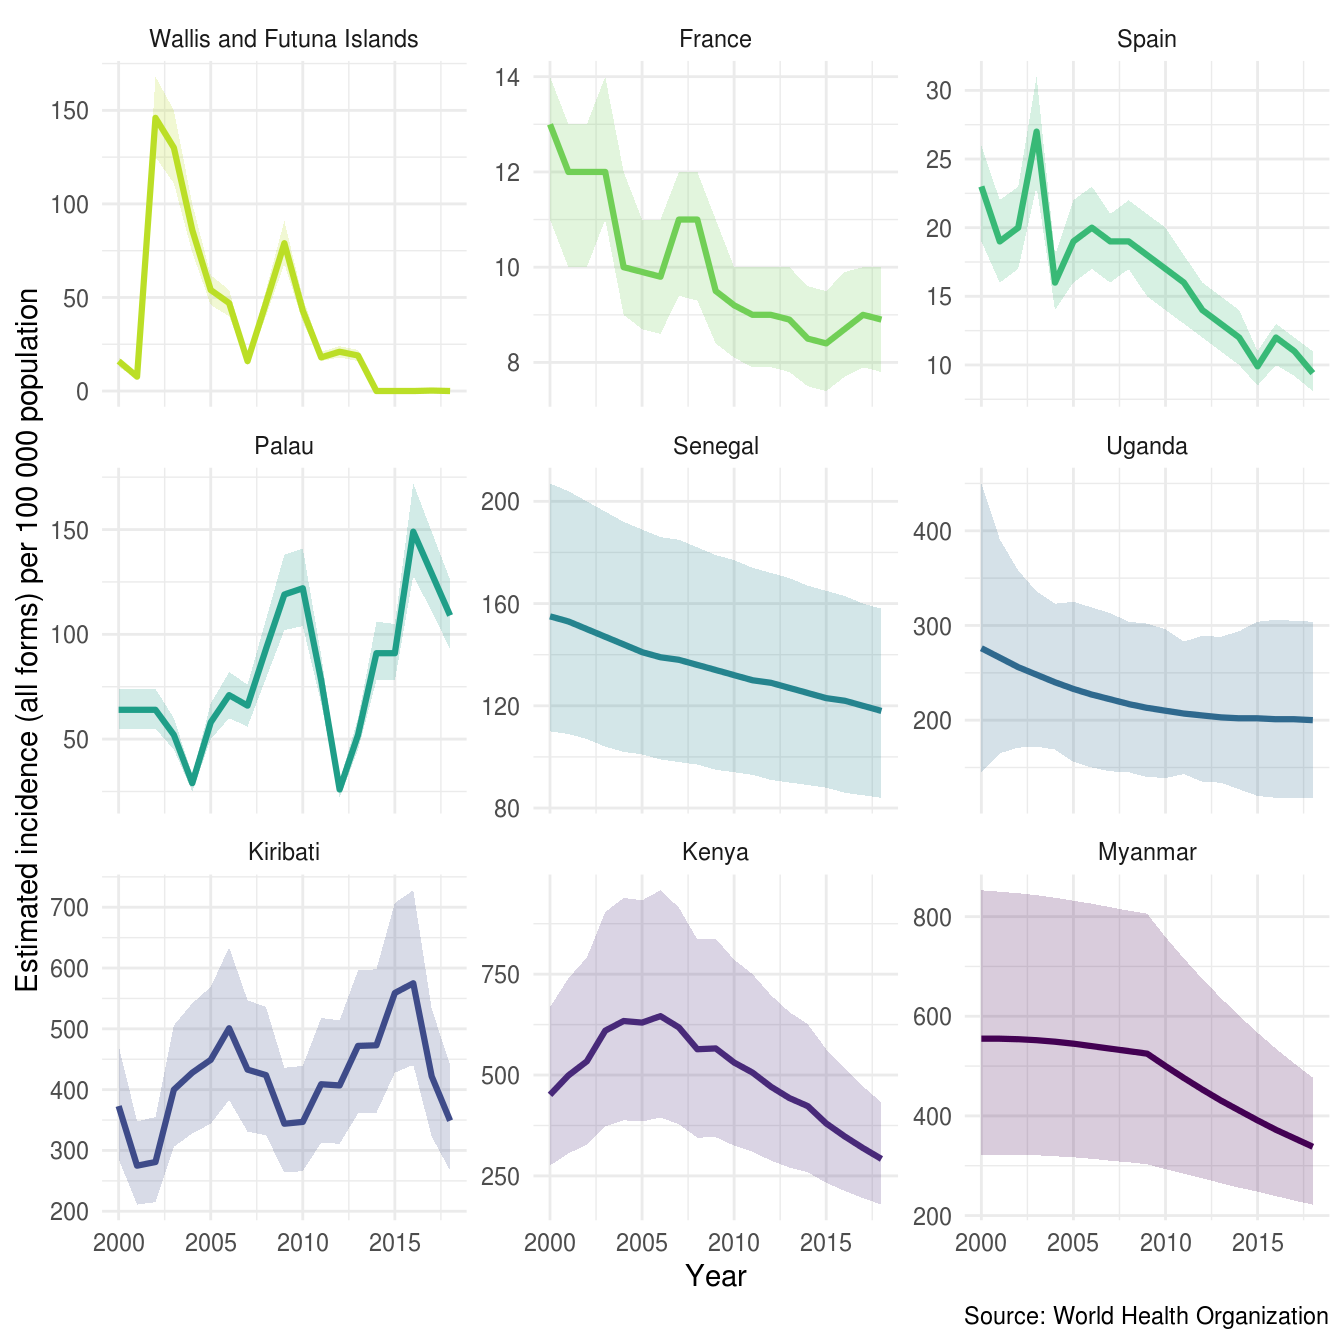 Wallis and Futuna Islands
France
Spain
150
100
50
0
14
12
10
8
30
25
20
15
10
Palau
Senegal
Uganda
150
100
50
200
160
120
80
400
300
200
Kiribati
Kenya
Myanmar
700
600
500
400
300
200
750
500
250
800
600
400
200
2000 2005 2010 2015
2000 2005 2010 2015
2000 2005 2010 2015
Estimated incidence (all forms) per 100 000 population
Year
Source: World Health Organization